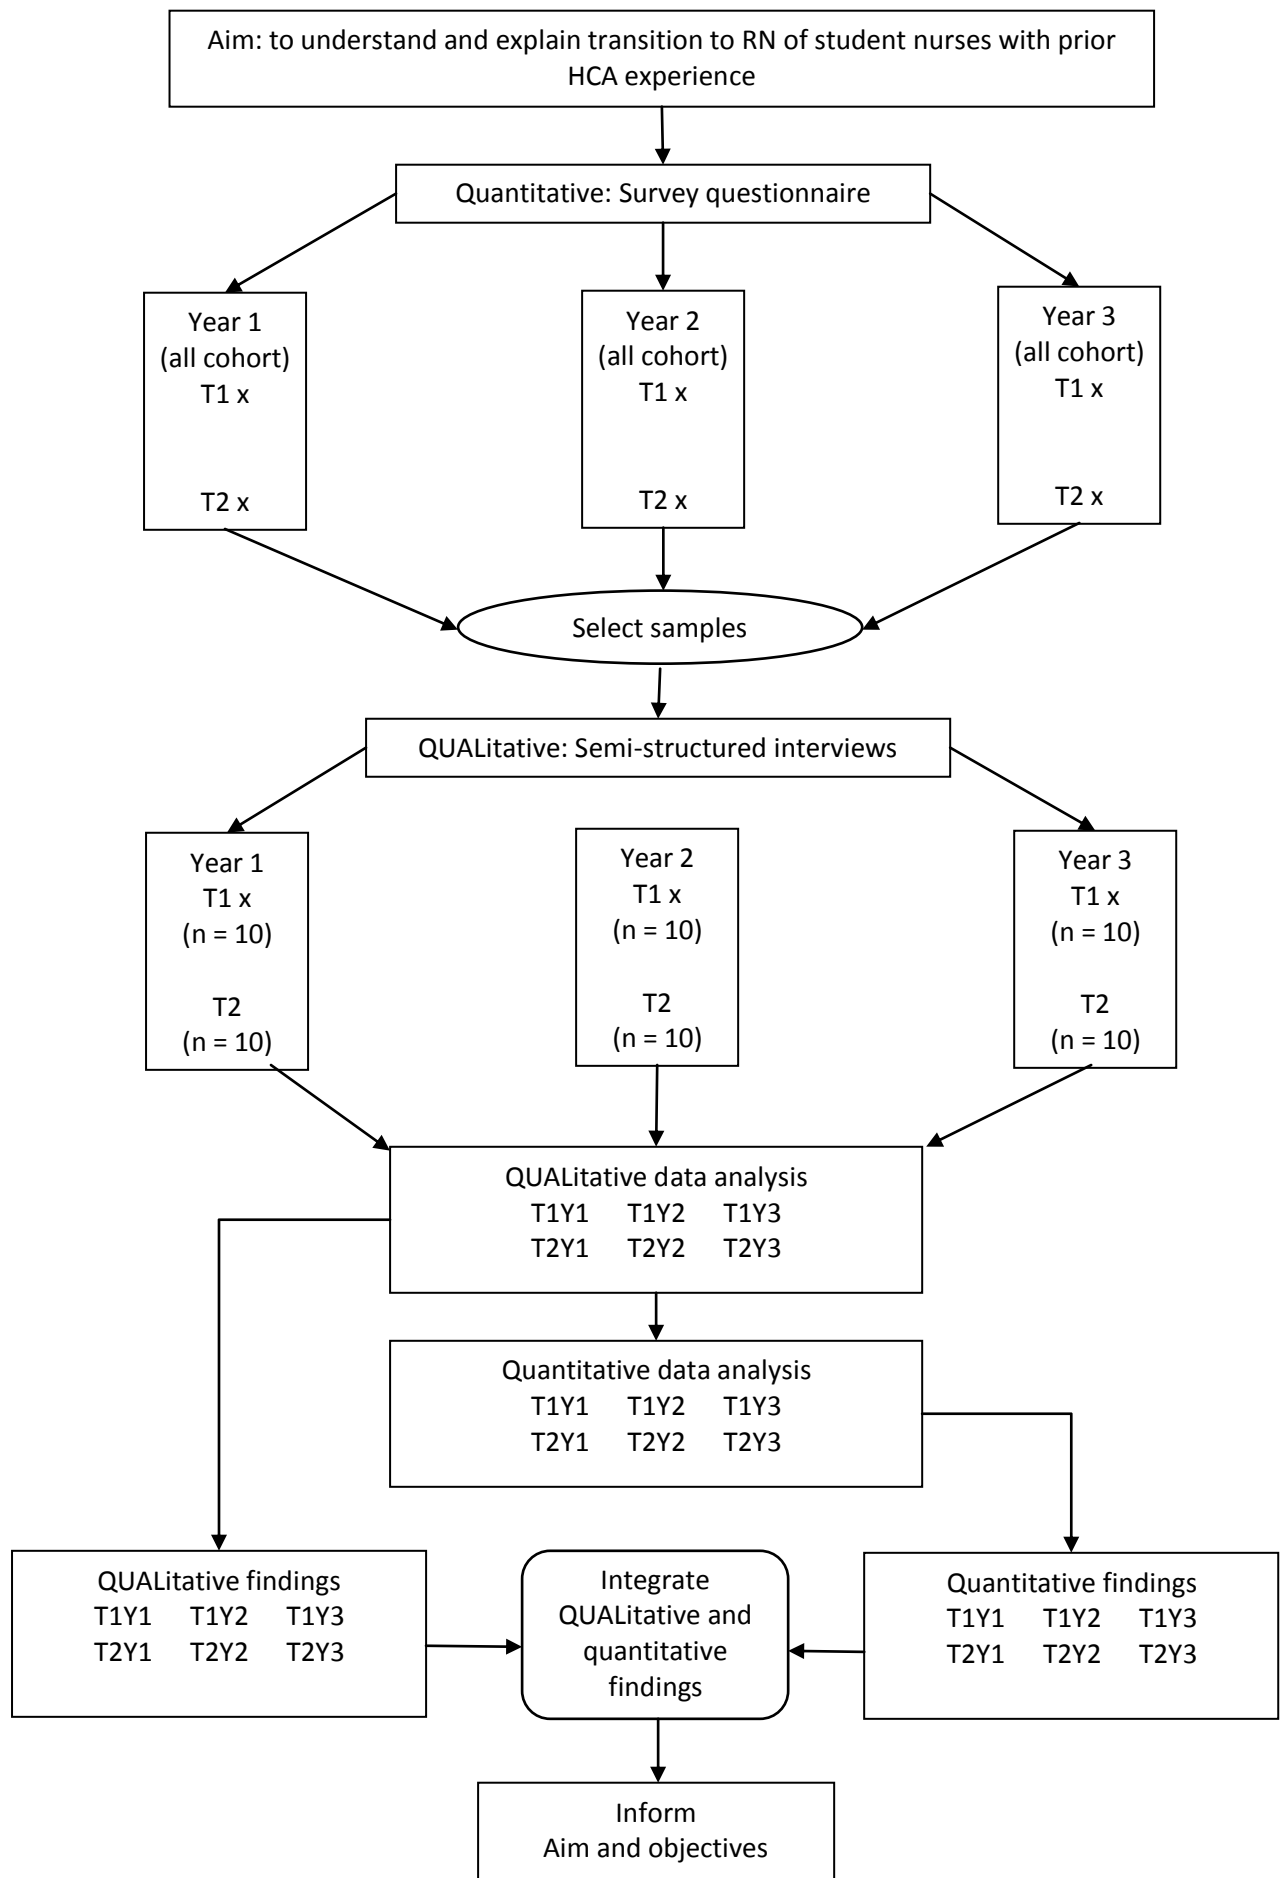 Aim: to understand and explain transition to RN of student nurses with prior
HCA experience
Quantitative: Survey questionnaire
Year 1
(all cohort)
T1 x
T2 x
Year 2
(all cohort)
T1 x
T2 x
Year 3
(all cohort)
T1 x
T2 x
Select samples
QUALitative: Semi-structured interviews
Year 1
T1 x
(n = 10)
T2
(n = 10)
Year 2
T1 x
(n = 10)
T2
(n = 10)
Year 3
T1 x
(n = 10)
T2
(n = 10)
QUALitative data analysis
T1Y1 T1Y2 T1Y3
T2Y1 T2Y2 T2Y3
Quantitative data analysis
T1Y1 T1Y2 T1Y3
T2Y1 T2Y2 T2Y3
QUALitative findings
T1Y1 T1Y2 T1Y3
T2Y1 T2Y2 T2Y3
Integrate
QUALitative and
quantitative
findings
Quantitative findings
T1Y1 T1Y2 T1Y3
T2Y1 T2Y2 T2Y3
Inform
Aim and objectives